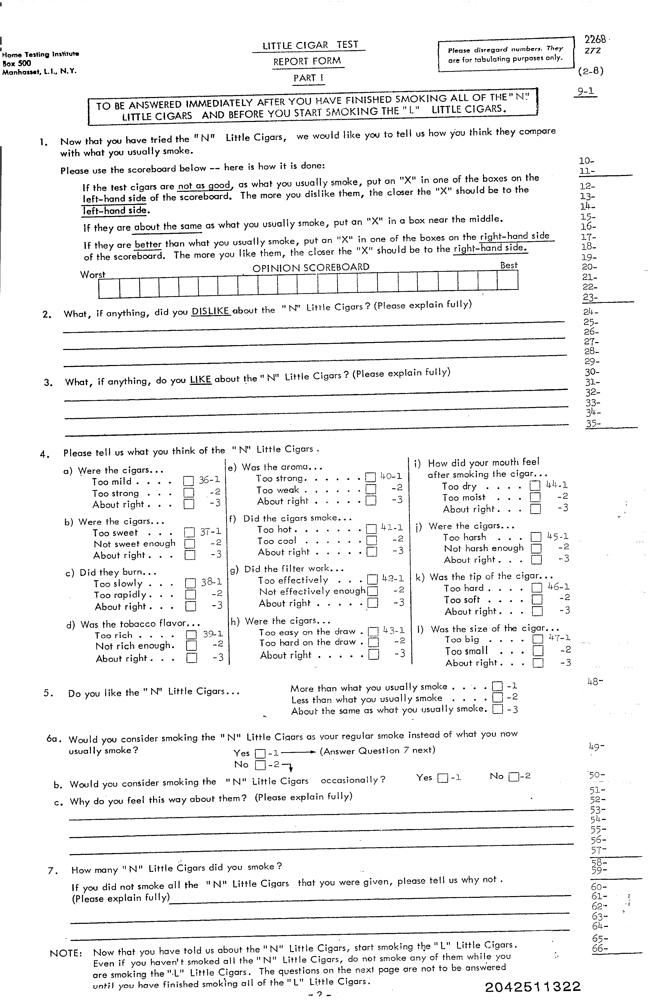 Home Testing Institute
Box 500
Manhasset, L.I., N.Y.
LITTLE CIGAR TEST
REPORT FORM
PART I
Please disregard numbers. They
are for tabulating purposes only.
2268
272
(2-8)
9-1
TO BE ANSWERED IMMEDIATELY AFTER YOU HAVE FINISHED SMOKING ALL OF THE "N"
LITTLE CIGARS AND BEFORE YOU START SMOKING THE "L" LITTLE CIGARS.
1. Now that you have tried the "N" Little Cigars, we would like you to tell us how you think they compare
with what you usually smoke.
Please use the scoreboard below -- here is how it is done:
If the test cigars are not as good, as what you usually smoke, put an "X" in one of the boxes on the
left-hand side of the scoreboard. The more you dislike them, the closer the "X" should be to the
left-hand side.
If they are about the same as what you usually smoke, put an "X" in a box near the middle.
If they are better than what you usually smoke, put an "X" in one of the boxes on the right-hand side
of the scoreboard. The more you like them, the closer the "X" should be to the right-hand side.
OPINION SCOREBOARD
Worst Best
10-
11-
12-
13-
14-
15-
16-
17-
18-
19-
20-
21-
22-
23-
2. What, if anything, did you DISLIKE about the "N" Little Cigars? (Please explain fully)
24-
25-
26-
27-
28-
29-
3. What, if anything, do you LIKE about the "N" Little Cigars? (Please explain fully)
30-
31-
32-
33-
34-
35-
4. Please tell us what you think of the "N" Little Cigars.
a) Were the cigars...
Too mild . . . . 36-1
Too strong . . . -2
About right . . . -3
b) Were the cigars...
Too sweet . . . 37-1
Not sweet enough -2
About right . . . -3
c) Did they burn...
Too slowly . . . 38-1
Too rapidly. . . -2
About right . . . -3
d) Was the tobacco flavor...
Too rich . . . . 39-1
Not rich enough. -2
About right. . . -3
e) Was the aroma...
Too strong. . . . . . 40-1
Too weak . . . . . . -2
About right . . . . . -3
f) Did the cigars smoke...
Too hot . . . . . . . 41-1
Too cool . . . . . . -2
About right . . . . . -3
g) Did the filter work...
Too effectively . . . 42-1
Not effectively enough -2
About right . . . . . -3
h) Were the cigars...
Too easy on the draw . 43-1
Too hard on the draw . -2
About right . . . . . -3
i) How did your mouth feel
after smoking the cigar...
Too dry . . . . 44-1
Too moist . . . -2
About right. . . -3
j) Were the cigars...
Too harsh . . . 45-1
Not harsh enough -2
About right. . . -3
k) Was the tip of the cigar...
Too hard . . . . 46-1
Too soft . . . . -2
About right. . . -3
l) Was the size of the cigar...
Too big . . . . 47-1
Too small . . . -2
About right. . . -3
5. Do you like the "N" Little Cigars...
More than what you usually smoke . . . . -1
Less than what you usually smoke . . . . -2
About the same as what you usually smoke. -3
48-
6a. Would you consider smoking the "N" Little Cigars as your regular smoke instead of what you now
usually smoke?
Yes -1 (Answer Question 7 next)
No -2
49-
b. Would you consider smoking the "N" Little Cigars occasionally? Yes -1 No -2
50-
c. Why do you feel this way about them? (Please explain fully)
51-
52-
53-
54-
55-
56-
57-
7. How many "N" Little Cigars did you smoke?
58-
59-
If you did not smoke all the "N" Little Cigars that you were given, please tell us why not.
(Please explain fully)
60-
61-
62-
63-
64-
65-
66-
NOTE: Now that you have told us about the "N" Little Cigars, start smoking the "L" Little Cigars.
Even if you haven't smoked all the "N" Little Cigars, do not smoke any of them while you
are smoking the "L" Little Cigars. The questions on the next page are not to be answered
until you have finished smoking all of the "L" Little Cigars.
- 2 -
2042511322